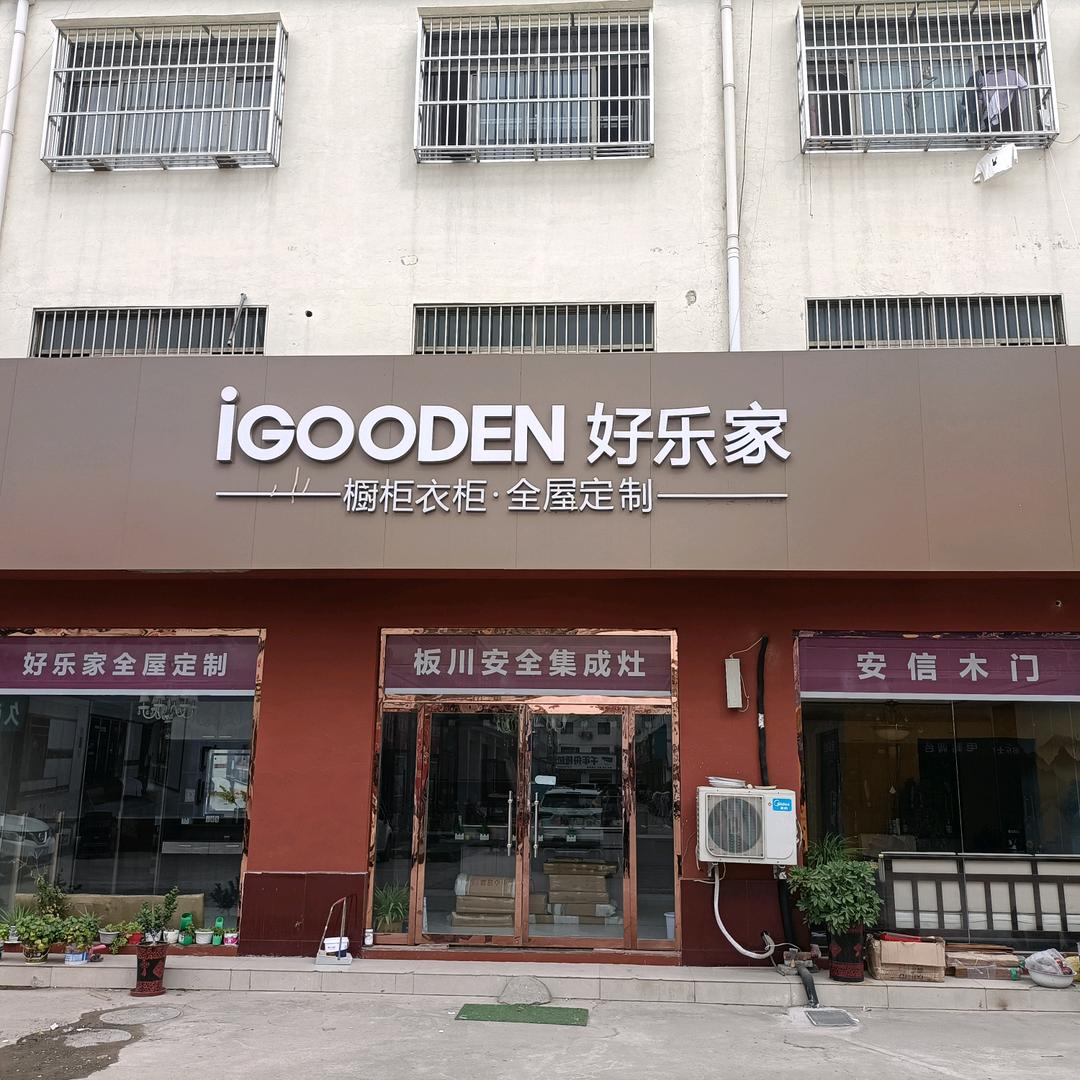 iGOODEN 好乐家
橱柜衣柜·全屋定制
好乐家全屋定制
板川安全集成灶
安信木门
Midea